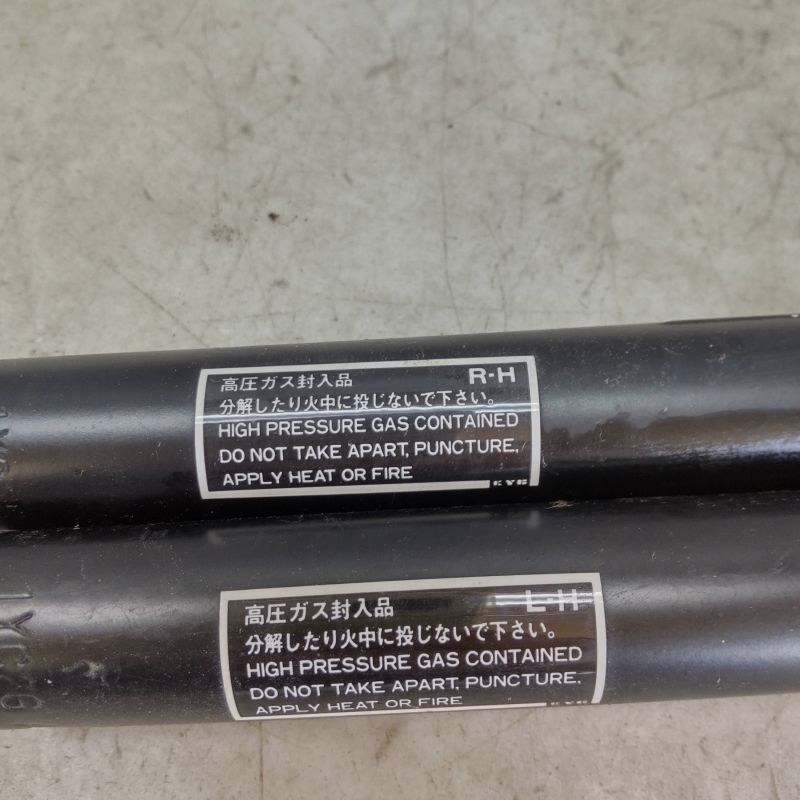 高圧ガス封入品 R-H
分解したり火中に投じないで下さい。
HIGH PRESSURE GAS CONTAINED
DO NOT TAKE APART, PUNCTURE,
APPLY HEAT OR FIRE
KYB
高圧ガス封入品 L-H
分解したり火中に投じないで下さい。
HIGH PRESSURE GAS CONTAINED
DO NOT TAKE APART, PUNCTURE,
APPLY HEAT OR FIRE
KYB